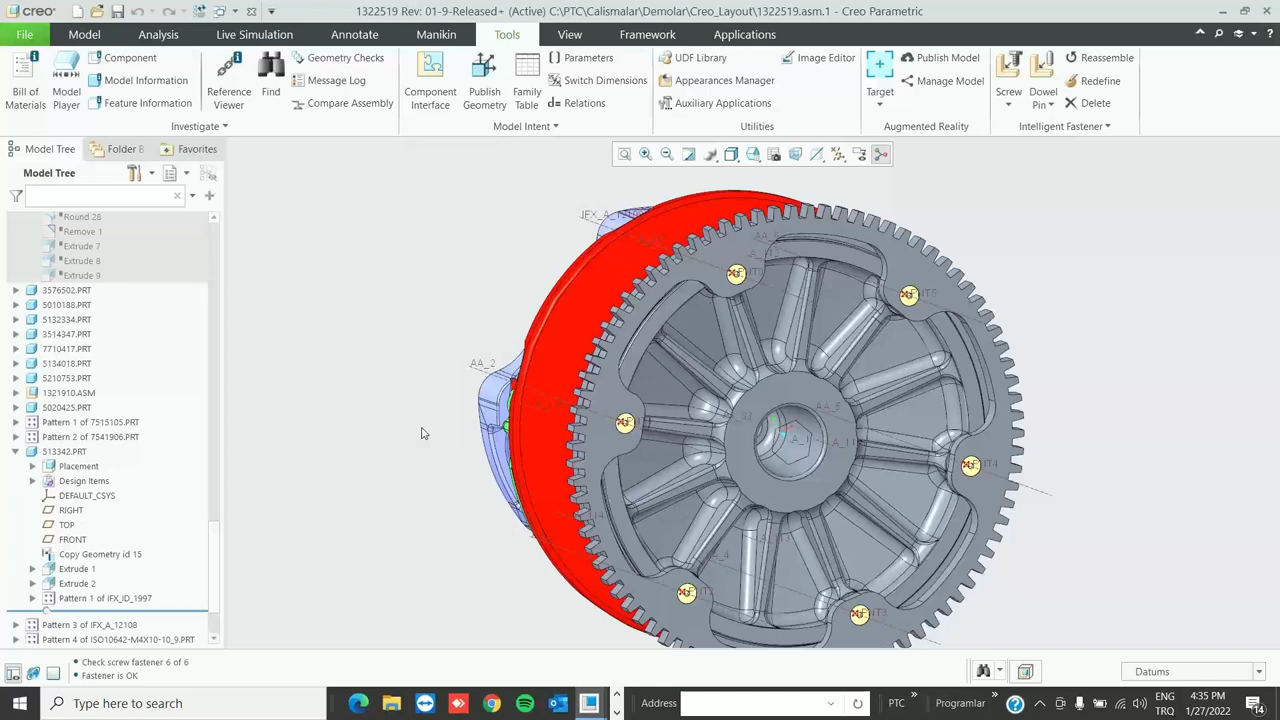 creo
1322519 Rev: 01-9-Released+ (Active) C:\PTC\Calismalar\Demolar\Creo_Layout\1322519.asm.1 - Creo Parametric
File Model Analysis Live Simulation Annotate Manikin Tools View Framework Applications
Bill of Materials
Model Player
Component
Model Information
Feature Information
Reference Viewer
Find
Geometry Checks
Message Log
Compare Assembly
Investigate
Component Interface
Publish Geometry
Family Table
Parameters
Switch Dimensions
Relations
Model Intent
UDF Library
Appearances Manager
Auxiliary Applications
Image Editor
Utilities
Target
Publish Model
Manage Model
Augmented Reality
Screw
Dowel Pin
Reassemble
Redefine
Delete
Intelligent Fastener
Model Tree Folder B Favorites
Model Tree
Round 28
Remove 1
Extrude 7
Extrude 8
Extrude 9
3576502.PRT
5010188.PRT
5132334.PRT
3514347.PRT
7710417.PRT
5134018.PRT
5210753.PRT
1321910.ASM
5020425.PRT
Pattern 1 of 7515105.PRT
Pattern 2 of 7541906.PRT
513342.PRT
Placement
Design Items
DEFAULT_CSYS
RIGHT
TOP
FRONT
Copy Geometry id 15
Extrude 1
Extrude 2
Pattern 1 of IFX_ID_1997
Pattern 3 of IFX_A_12108
Pattern 4 of ISO10642-M4X10-10_9.PRT
AA_2
AA_5
A_1
• Check screw fastener 6 of 6
• Fastener is OK
Datums
Type here to search
Address
PTC
Programlar
ENG
TRQ
4:35 PM
1/27/2022
14